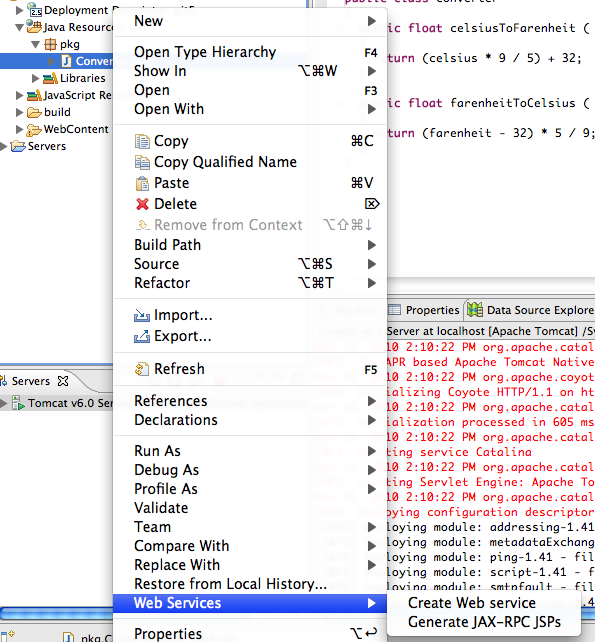 Deployment Descriptor
Java Resources
pkg
Conver
Libraries
JavaScript Re
build
WebContent
Servers
public class Converter
public float celsiusToFarenheit (
turn (celsius * 9 / 5) + 32;
public float farenheitToCelsius (
turn (farenheit - 32) * 5 / 9;
New
Open Type Hierarchy F4
Show In ⌥⌘W
Open F3
Open With
Copy ⌘C
Copy Qualified Name
Paste ⌘V
Delete ⌦
Remove from Context ⌥⇧⌘↓
Build Path
Source ⌥⌘S
Refactor ⌥⌘T
Import...
Export...
Refresh F5
References
Declarations
Run As
Debug As
Profile As
Validate
Team
Compare With
Replace With
Restore from Local History...
Web Services
Properties ⌥↩
Create Web service
Generate JAX-RPC JSPs
Servers
Tomcat v6.0 Ser
Properties Data Source Explore
Server at localhost [Apache Tomcat] /Sy
10 2:10:22 PM org.apache.catal
APR based Apache Tomcat Native
10 2:10:22 PM org.apache.coyot
ializing Coyote HTTP/1.1 on ht
10 2:10:22 PM org.apache.catal
ialization processed in 605 ms
10 2:10:22 PM org.apache.catal
ting service Catalina
10 2:10:22 PM org.apache.catal
ting Servlet Engine: Apache To
10 2:10:22 PM org.apache.catal
oying configuration descriptor
loying module: addressing-1.41
loying module: metadataExchang
loying module: ping-1.41 - fil
loying module: script-1.41 - f
loying module: smtpfault - fil
pkg.C